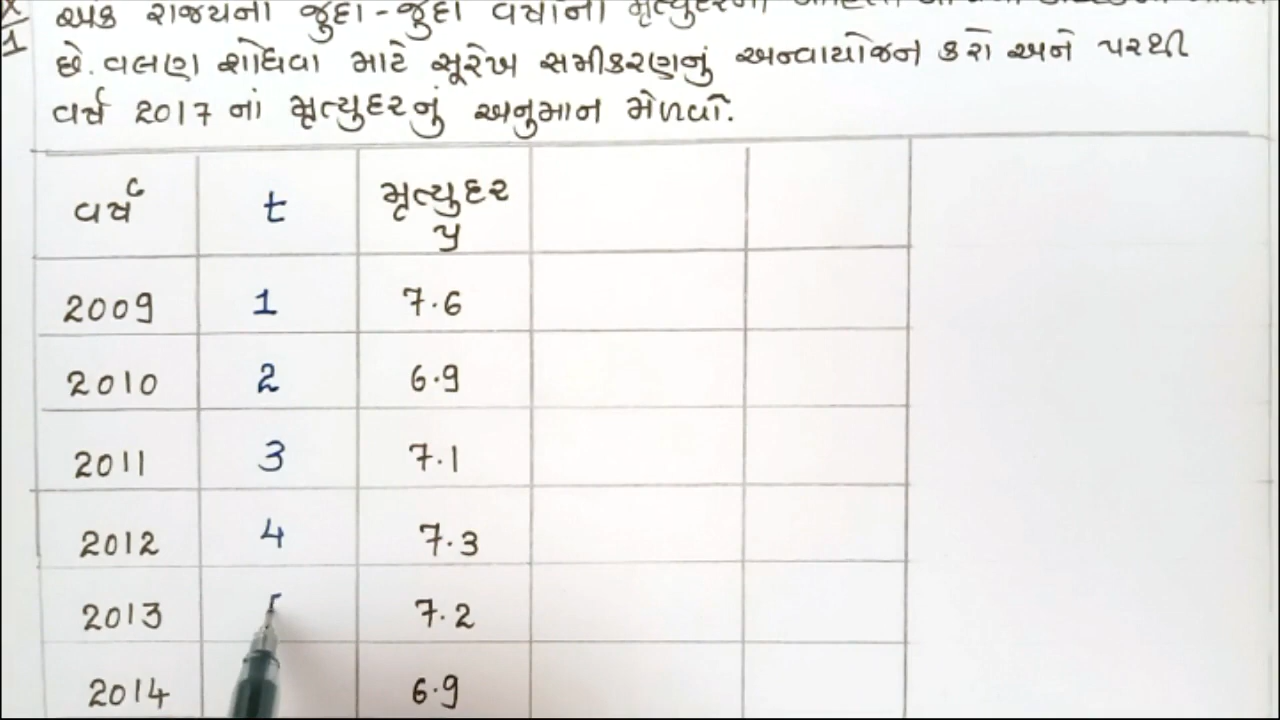 એક રાજ્યના જુદા-જુદા વર્ષોના મૃત્યુદરની
છે. વલણ શોધવા માટે સૂરેખ સમીકરણનું અન્વાયોજન કરો અને પરથી
વર્ષ 2017 નાં મૃત્યુદરનું અનુમાન મેળવો.
વર્ષ t મૃત્યુદર y
2009 1 7.6
2010 2 6.9
2011 3 7.1
2012 4 7.3
2013 7.2
2014 6.9